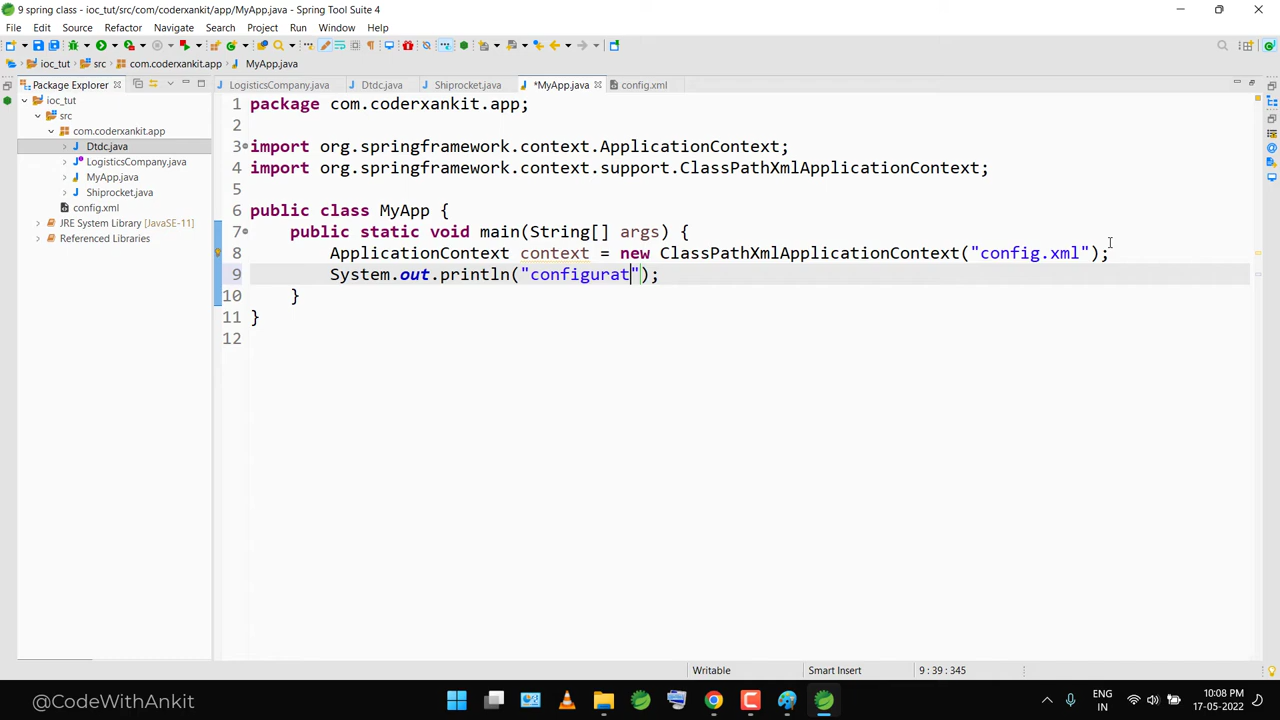 9 spring class - ioc_tut/src/com/coderxankit/app/MyApp.java - Spring Tool Suite 4
File Edit Source Refactor Navigate Search Project Run Window Help
ioc_tut src com.coderxankit.app MyApp.java
Package Explorer
ioc_tut
src
com.coderxankit.app
Dtdc.java
LogisticsCompany.java
MyApp.java
Shiprocket.java
config.xml
JRE System Library [JavaSE-11]
Referenced Libraries
LogisticsCompany.java Dtdc.java Shiprocket.java *MyApp.java config.xml
1 package com.coderxankit.app;
2
3 import org.springframework.context.ApplicationContext;
4 import org.springframework.context.support.ClassPathXmlApplicationContext;
5
6 public class MyApp {
7 public static void main(String[] args) {
8 ApplicationContext context = new ClassPathXmlApplicationContext("config.xml");
9 System.out.println("configurat");
10 }
11 }
12
Writable Smart Insert 9 : 39 : 345
@CodeWithAnkit
ENG
IN
10:08 PM
17-05-2022